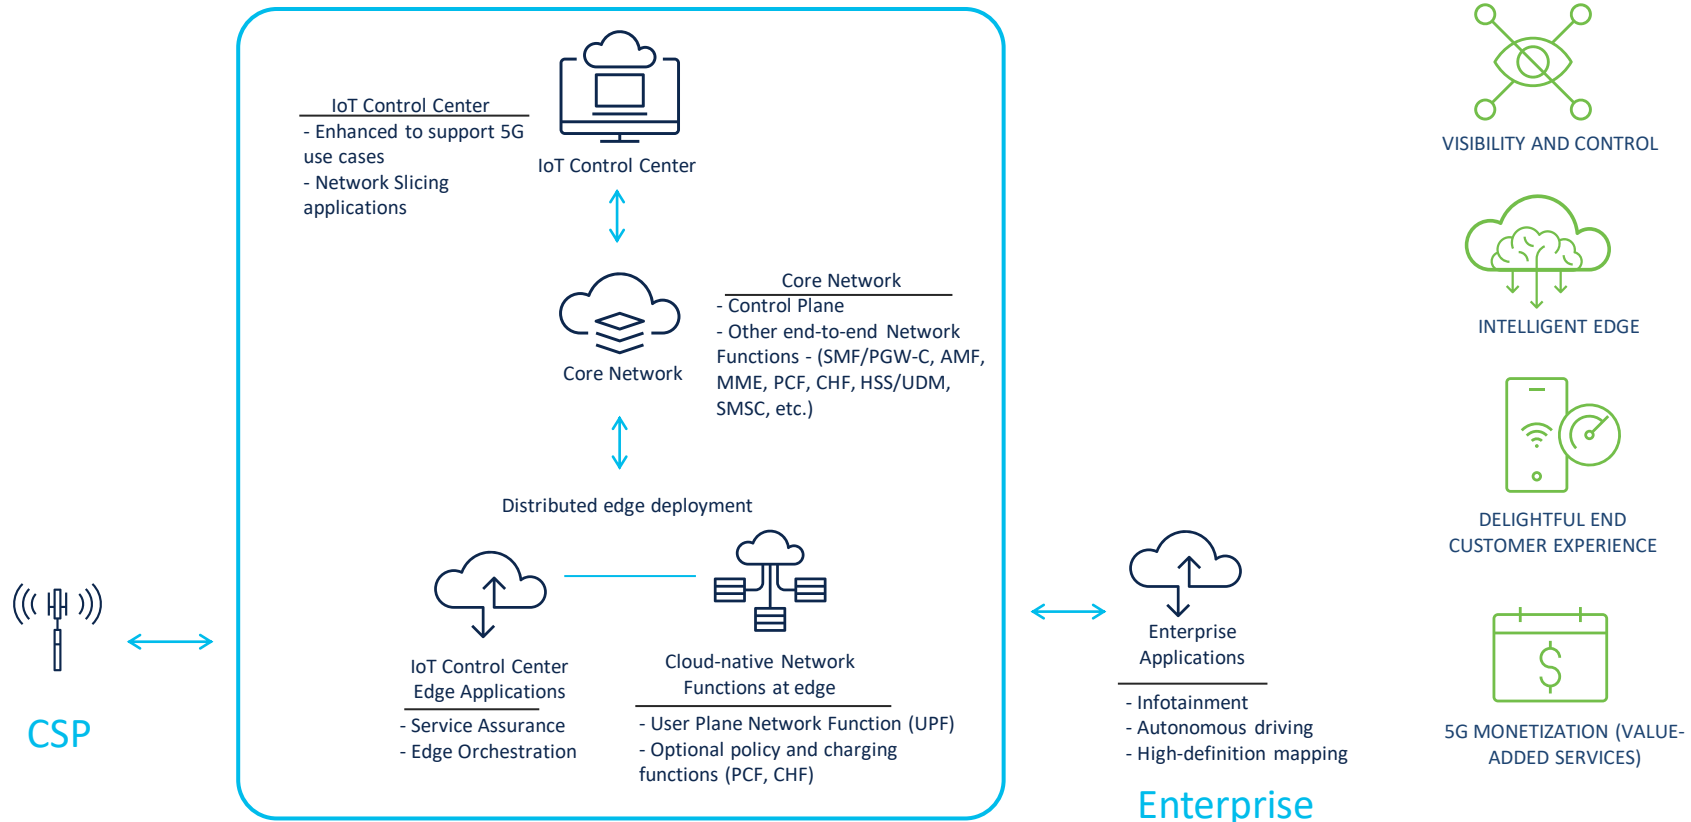 IoT Control Center
- Enhanced to support 5G
use cases
- Network Slicing
applications
IoT Control Center
Core Network
Core Network
- Control Plane
- Other end-to-end Network
Functions - (SMF/PGW-C, AMF,
MME, PCF, CHF, HSS/UDM,
SMSC, etc.)
Distributed edge deployment
IoT Control Center
Edge Applications
- Service Assurance
- Edge Orchestration
Cloud-native Network
Functions at edge
- User Plane Network Function (UPF)
- Optional policy and charging
functions (PCF, CHF)
CSP
Enterprise
Applications
- Infotainment
- Autonomous driving
- High-definition mapping
Enterprise
VISIBILITY AND CONTROL
INTELLIGENT EDGE
DELIGHTFUL END
CUSTOMER EXPERIENCE
$
5G MONETIZATION (VALUE-
ADDED SERVICES)